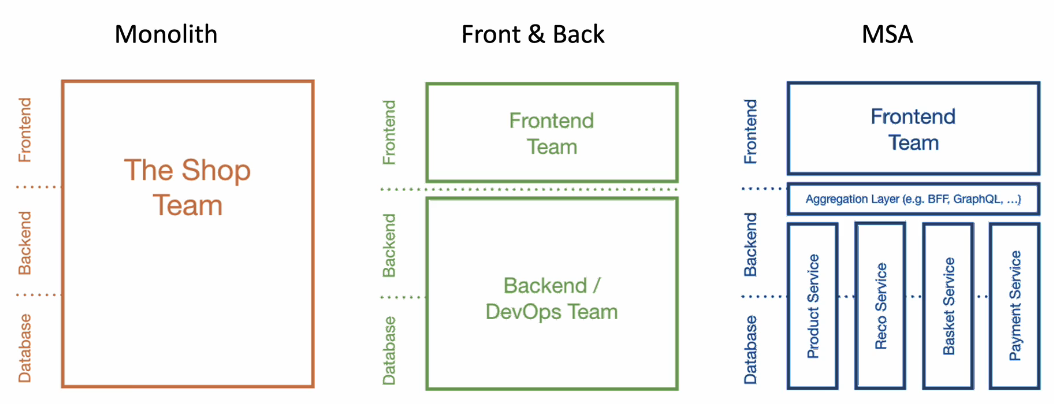 Monolith
Frontend
Backend
Database
The Shop
Team
Front & Back
Frontend
Backend
Database
Frontend
Team
Backend /
DevOps Team
MSA
Frontend
Backend
Database
Frontend
Team
Aggregation Layer (e.g. BFF, GraphQL, …)
Product Service
Reco Service
Basket Service
Payment Service